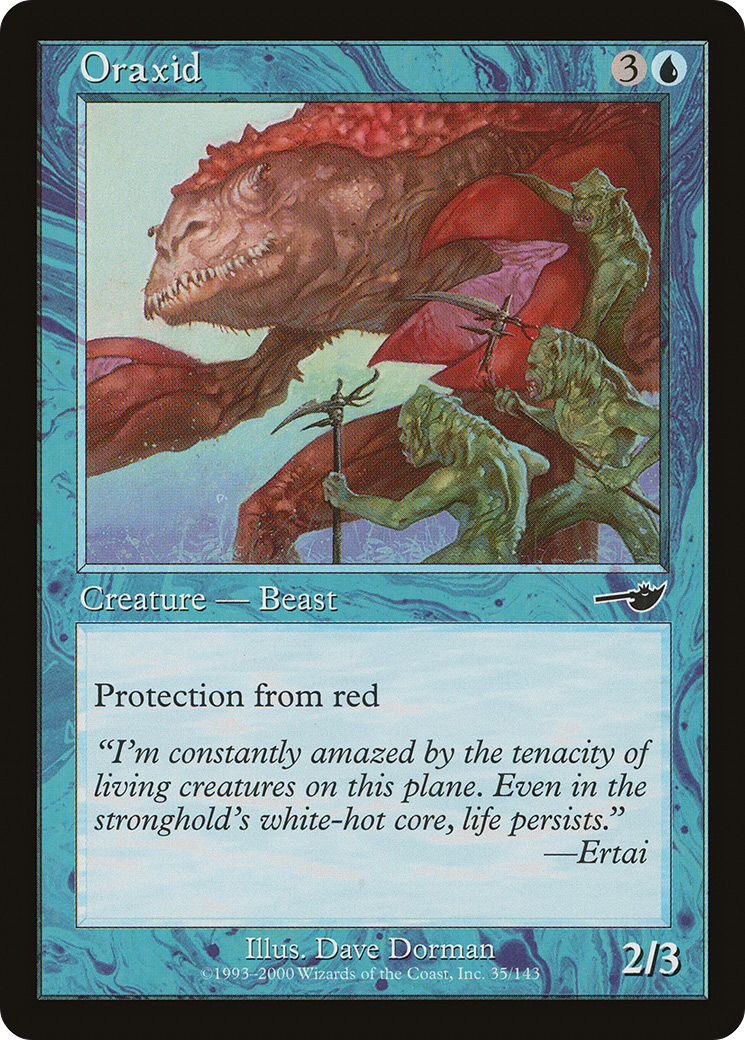 Oraxid 3
Creature — Beast
Protection from red
“I’m constantly amazed by the tenacity of
living creatures on this plane. Even in the
stronghold’s white-hot core, life persists.”
—Ertai
Illus. Dave Dorman
©1993–2000 Wizards of the Coast, Inc. 35/143
2/3